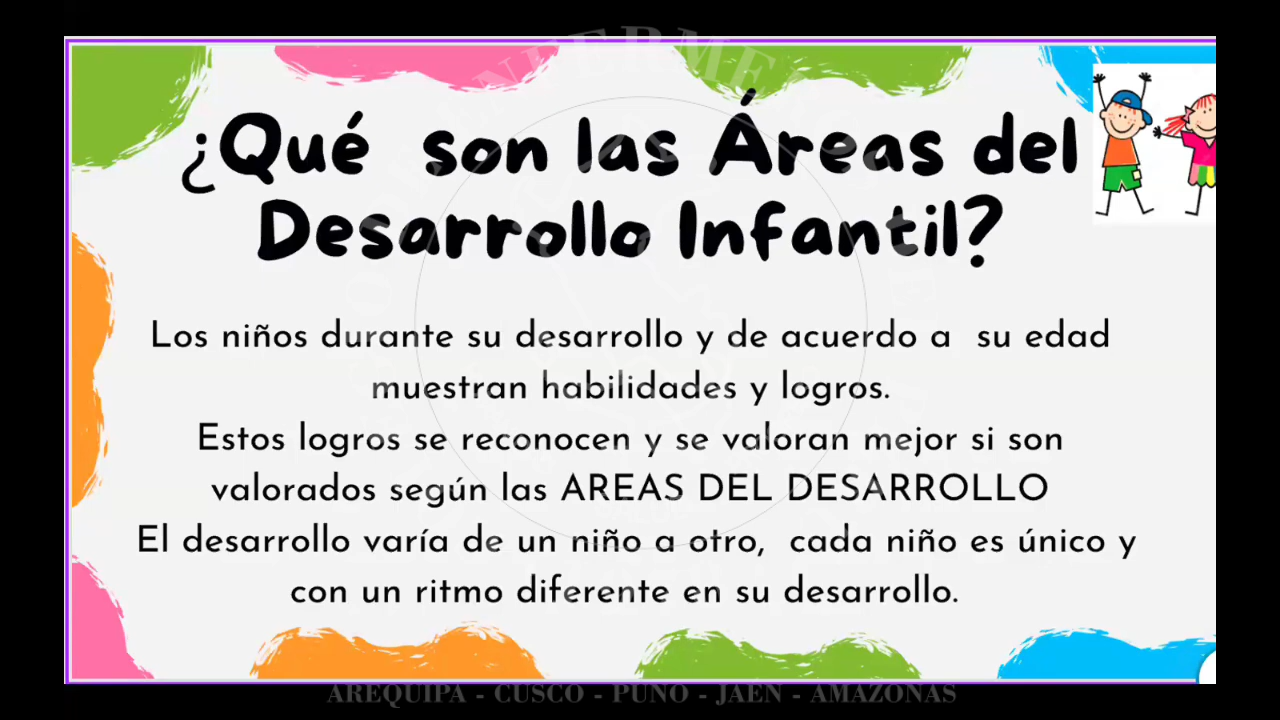 ¿Qué son las Áreas del
Desarrollo Infantil?
Los niños durante su desarrollo y de acuerdo a su edad
muestran habilidades y logros.
Estos logros se reconocen y se valoran mejor si son
valorados según las AREAS DEL DESARROLLO
El desarrollo varía de un niño a otro, cada niño es único y
con un ritmo diferente en su desarrollo.
AREQUIPA - CUSCO - PUNO - JAEN - AMAZONAS